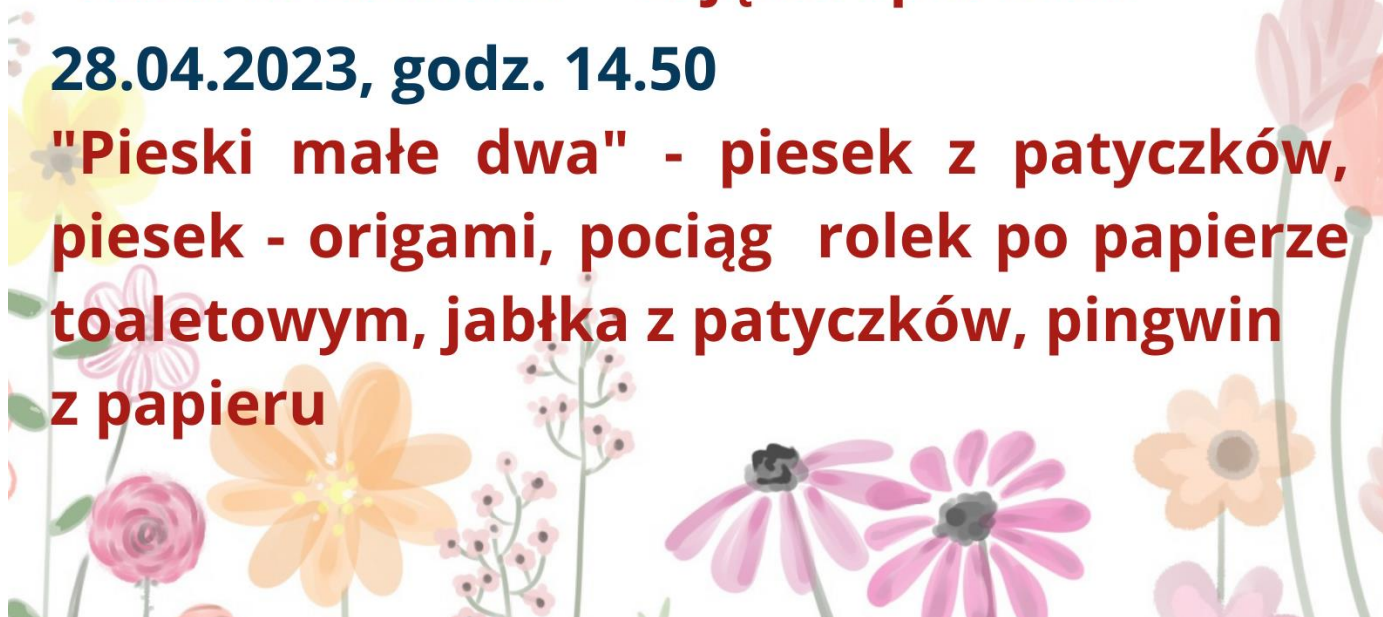 28.04.2023, godz. 14.50
"Pieski małe dwa" - piesek z patyczków,
piesek - origami, pociąg rolek po papierze
toaletowym, jabłka z patyczków, pingwin
z papieru